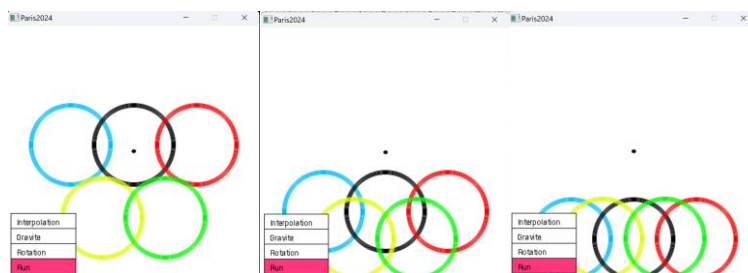 Paris2024
Interpolation
Gravite
Rotation
Run
Paris2024
Interpolation
Gravite
Rotation
Run
Paris2024
Interpolation
Gravite
Rotation
Run